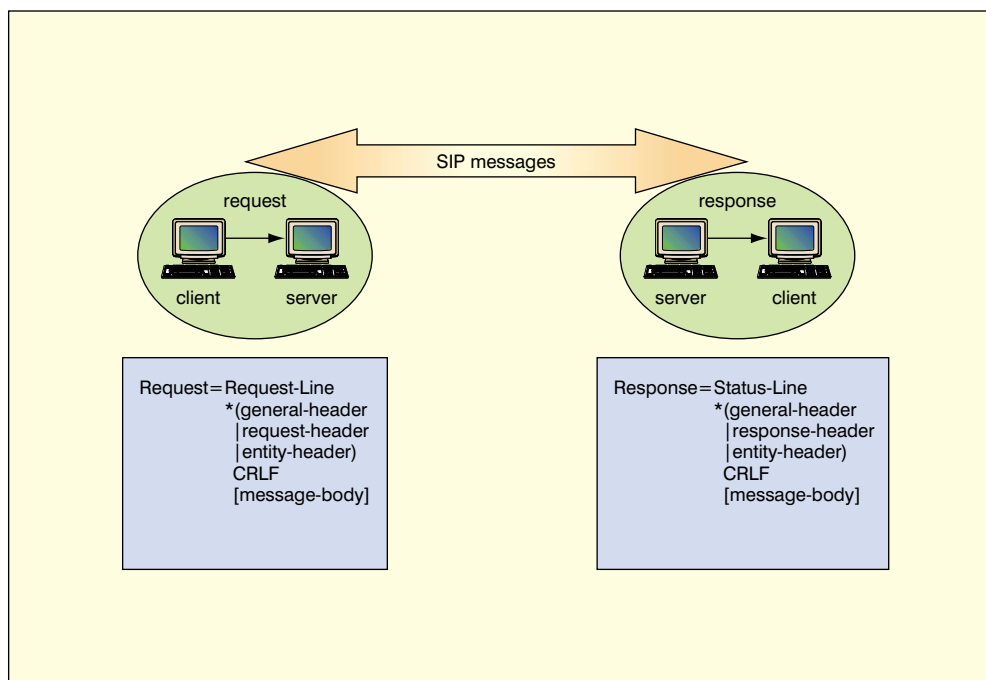 SIP messages
request
client
server
response
server
client
Request=Request-Line
*(general-header
|request-header
|entity-header)
CRLF
[message-body]
Response=Status-Line
*(general-header
|response-header
|entity-header)
CRLF
[message-body]